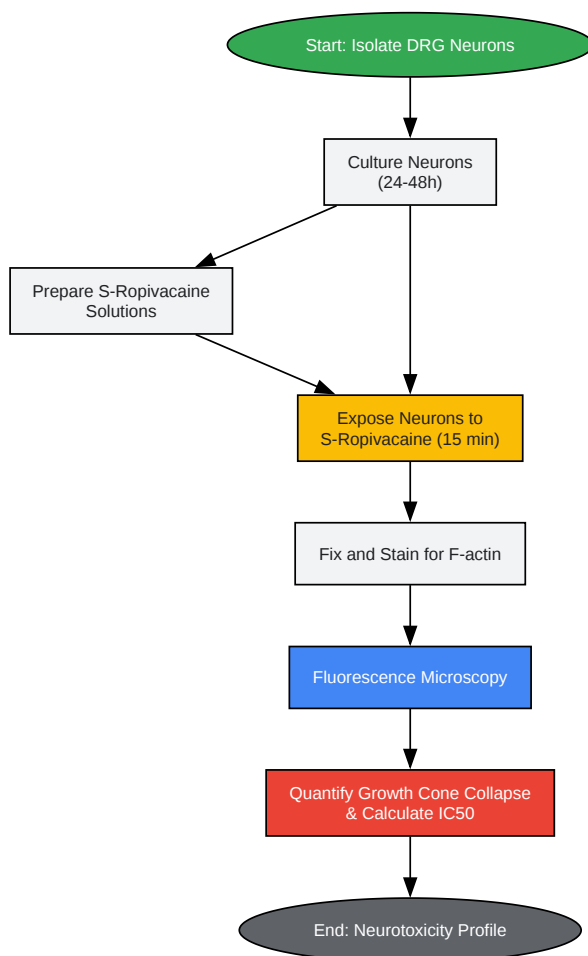 Start: Isolate DRG Neurons
Culture Neurons
(24-48h)
Prepare S-Ropivacaine
Solutions
Expose Neurons to
S-Ropivacaine (15 min)
Fix and Stain for F-actin
Fluorescence Microscopy
Quantify Growth Cone Collapse
& Calculate IC50
End: Neurotoxicity Profile